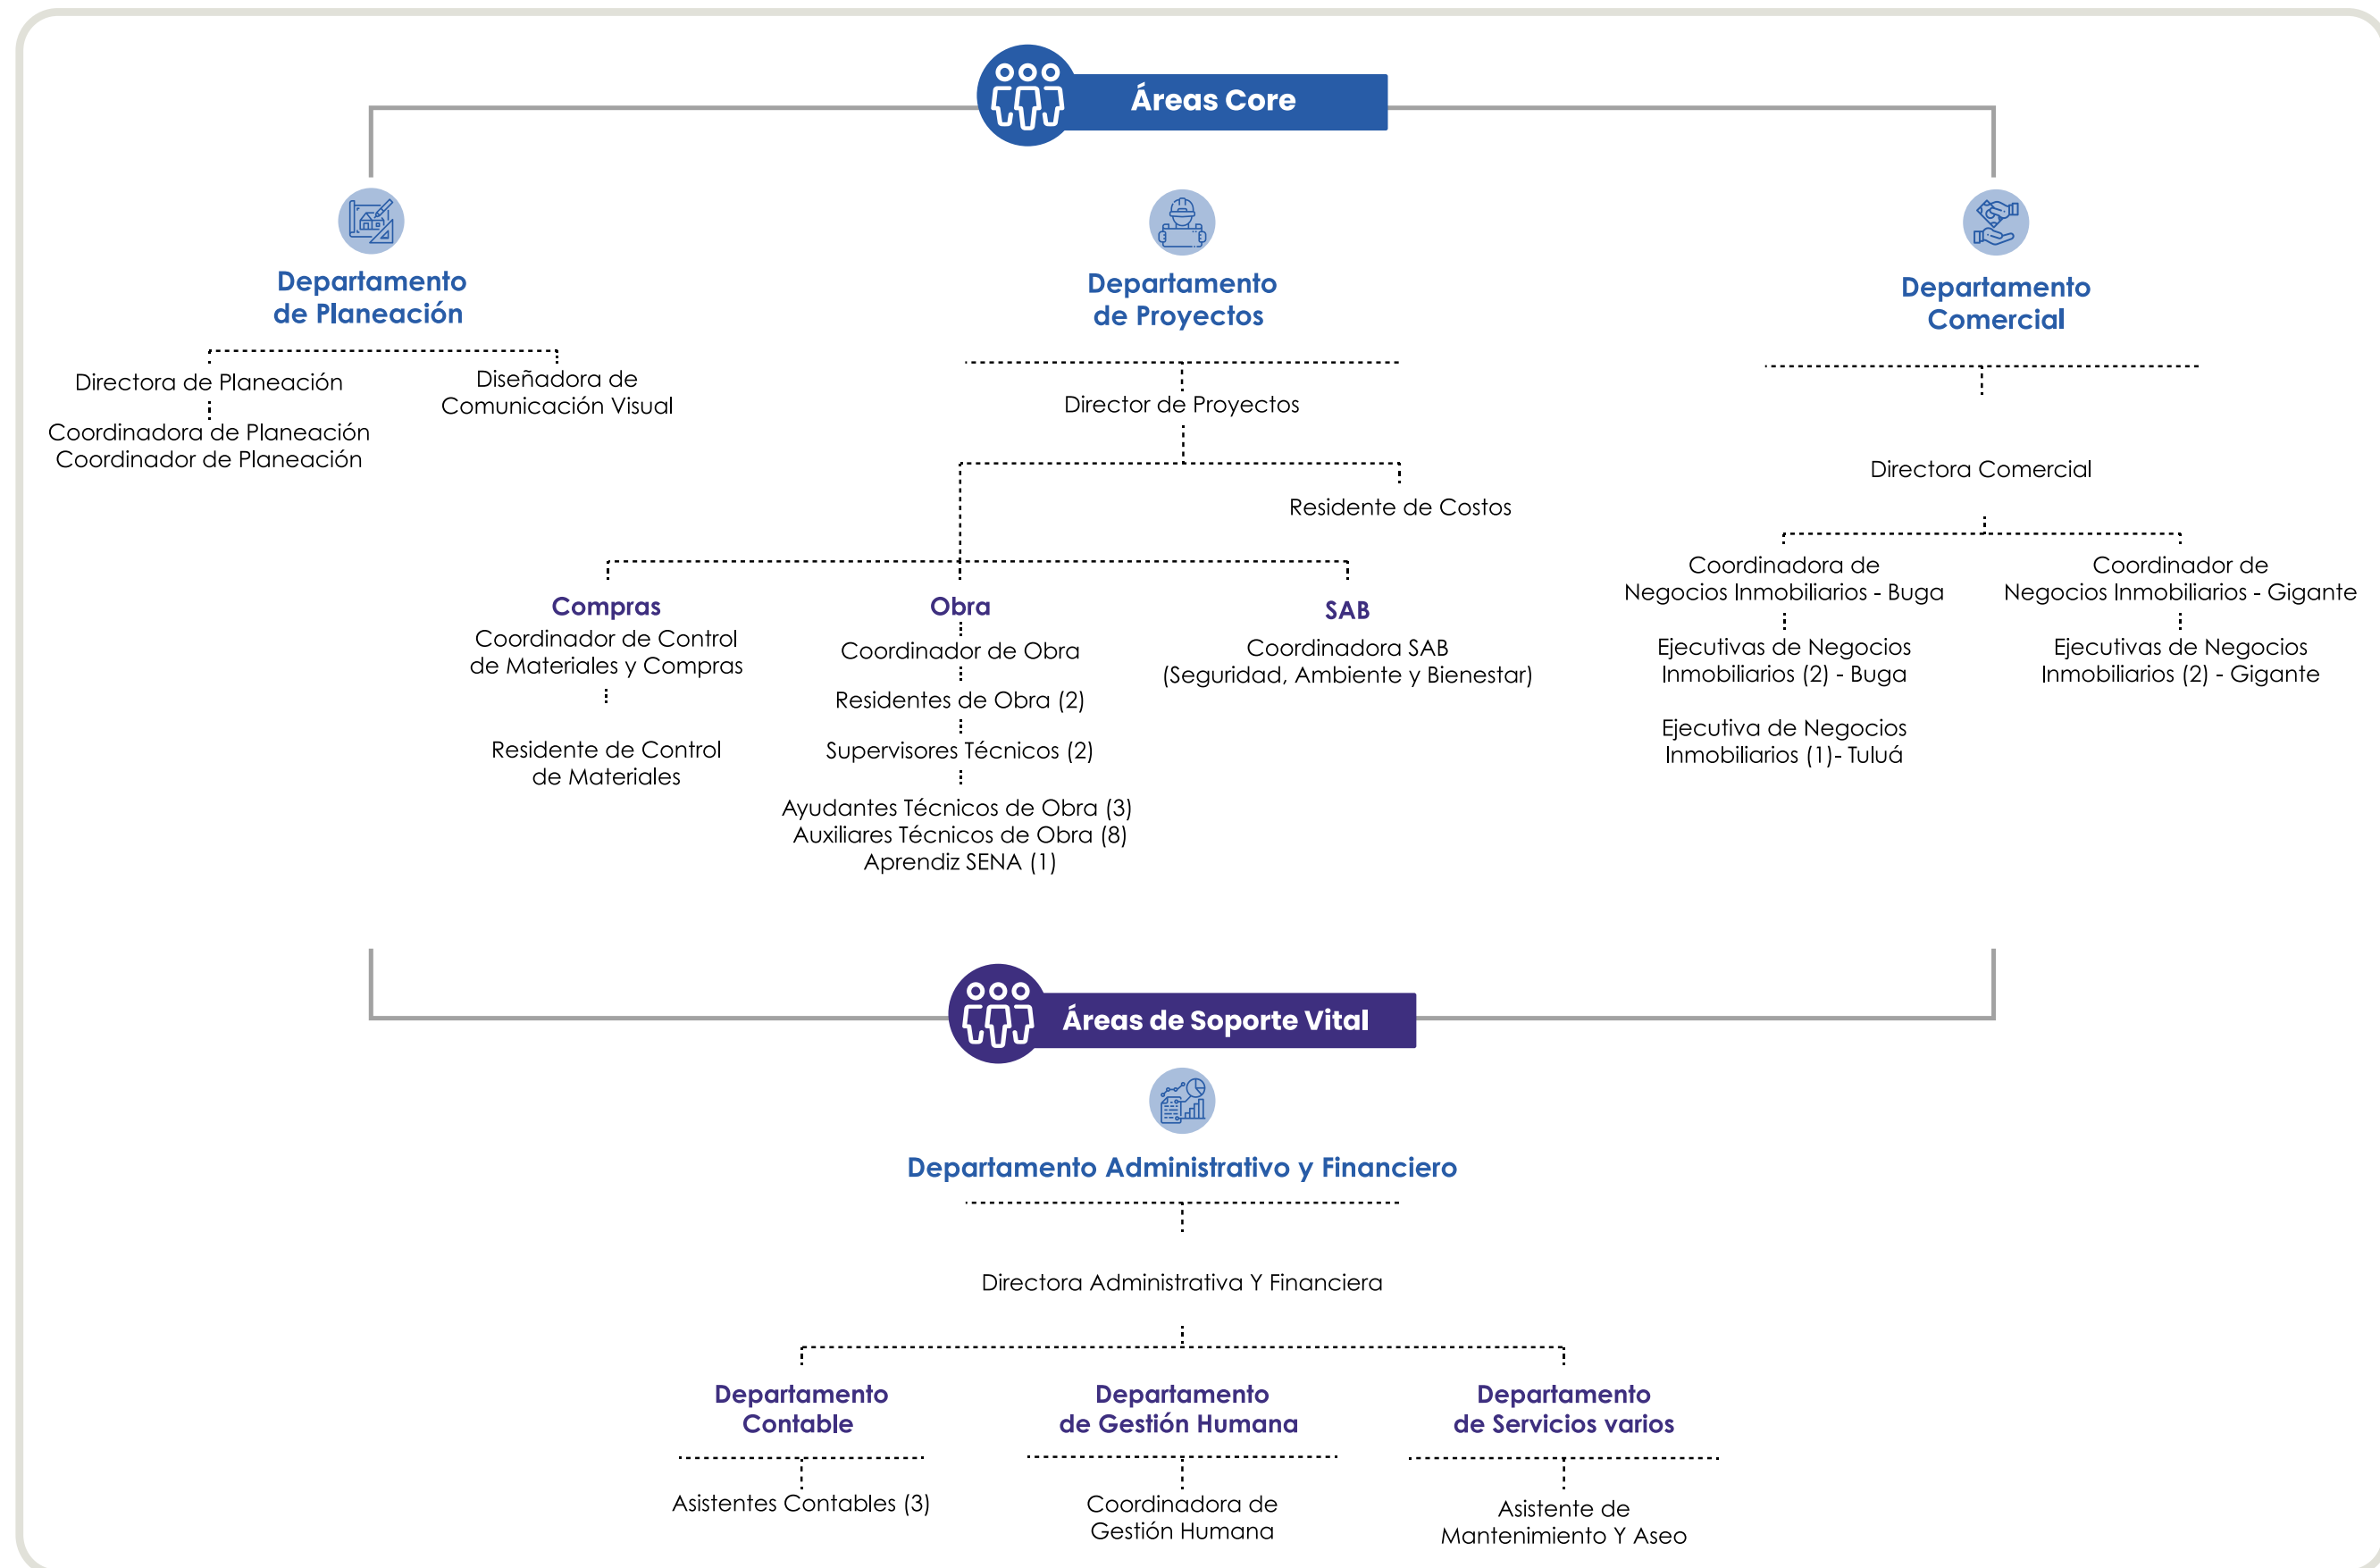 Áreas Core
Departamento
de Planeación
Directora de Planeación
Coordinadora de Planeación
Coordinador de Planeación
Diseñadora de
Comunicación Visual
Departamento
de Proyectos
Director de Proyectos
Residente de Costos
Compras
Coordinador de Control
de Materiales y Compras
Residente de Control
de Materiales
Obra
Coordinador de Obra
Residentes de Obra (2)
Supervisores Técnicos (2)
Ayudantes Técnicos de Obra (3)
Auxiliares Técnicos de Obra (8)
Aprendiz SENA (1)
SAB
Coordinadora SAB
(Seguridad, Ambiente y Bienestar)
Departamento
Comercial
Directora Comercial
Coordinadora de
Negocios Inmobiliarios - Buga
Ejecutivas de Negocios
Inmobiliarios (2) - Buga
Ejecutiva de Negocios
Inmobiliarios (1)- Tuluá
Coordinador de
Negocios Inmobiliarios - Gigante
Ejecutivas de Negocios
Inmobiliarios (2) - Gigante
Áreas de Soporte Vital
Departamento Administrativo y Financiero
Directora Administrativa Y Financiera
Departamento
Contable
Asistentes Contables (3)
Departamento
de Gestión Humana
Coordinadora de
Gestión Humana
Departamento
de Servicios varios
Asistente de
Mantenimiento Y Aseo